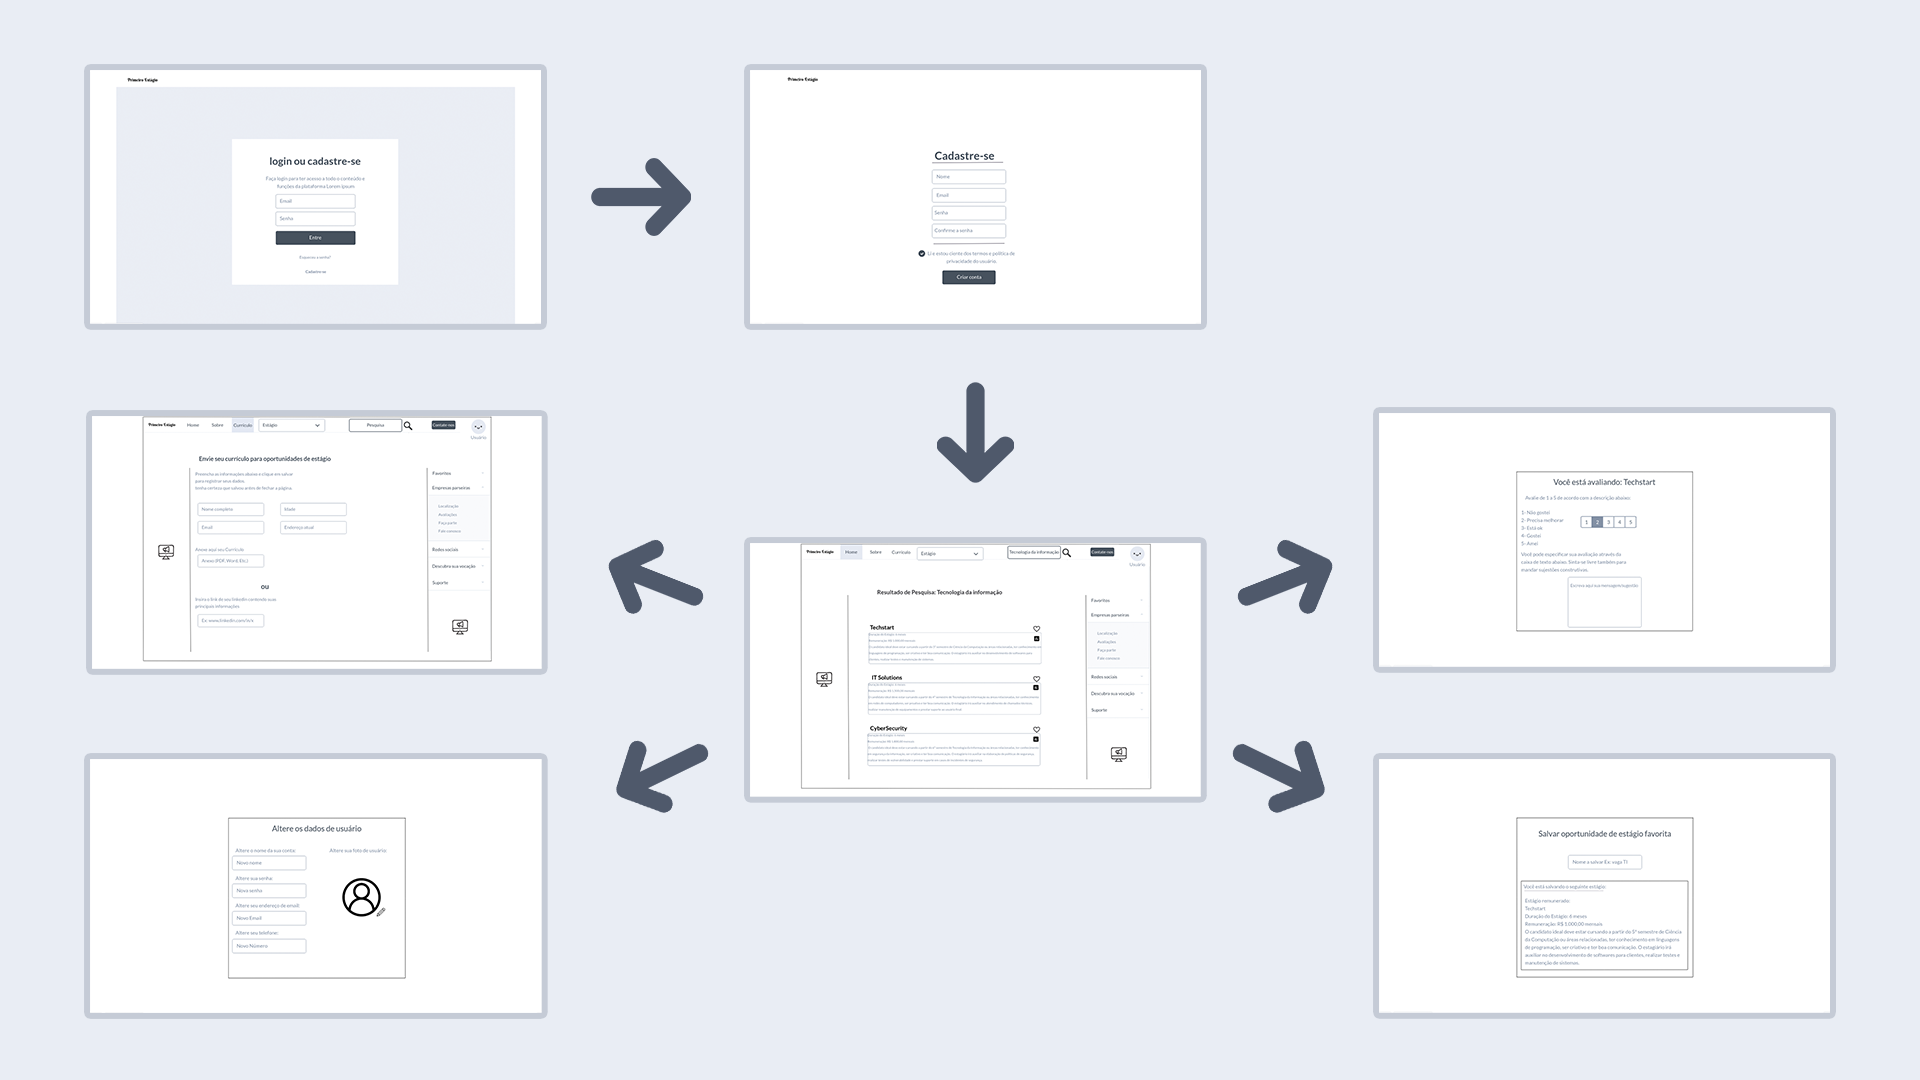 Primeiro Estágio
login ou cadastre-se
Faça login para ter acesso a todo o conteúdo e
funções da plataforma Lorem ipsum
Email
Senha
Entre
Esqueceu a senha?
Cadastre-se
Primeiro Estágio
Cadastre-se
Nome
Email
Senha
Confirme a senha
Li e estou ciente dos termos e política de
privacidade do usuário
Criar conta
Primeiro Estágio
Home
Sobre
Currículo
Estágio
Pesquisa
Contate-nos
Usuário
Envie seu currículo para oportunidades de estágio
Preencha as informações abaixo e clique em salvar
para registrar seus dados
tenha certeza que salvou antes de fechar a página
Nome completo
Idade
Email
Endereço atual
Anexe aqui seu Currículo
Anexo (PDF, Word, Etc.)
ou
Insira o link do seu linkedin contendo suas
principais informações
Favoritos
Empresas parceiras
Localização
Avaliações
Faça parte
Fale conosco
Redes sociais
Descubra sua vocação
Suporte
Primeiro Estágio
Home
Sobre
Currículo
Estágio
Tecnologia da informação
Contate-nos
Usuário
Resultado de Pesquisa: Tecnologia da informação
Techstart
IT Solutions
CyberSecurity
Favoritos
Empresas parceiras
Localização
Avaliações
Faça parte
Fale conosco
Redes sociais
Descubra sua vocação
Suporte
Você está avaliando: Techstart
Avalie de 1 a 5 de acordo com a descrição abaixo:
1- Não gostei
2- Precisa melhorar
3- Está ok
4- Gostei
5- Amei
1 2 3 4 5
Você pode especificar sua avaliação através da
caixa de texto abaixo. Sinta-se livre também para
mandar sugestões construtivas.
Escreva aqui sua mensagem/sugestão
Altere os dados de usuário
Altere o nome da sua conta:
Novo nome
Altere sua senha:
Nova senha
Altere seu endereço de email:
Novo Email
Altere seu telefone:
Novo Número
Altere sua foto de usuário:
Salvar oportunidade de estágio favorita
Nome a salvar Ex: vaga TI
Você está salvando o seguinte estágio:
Estágio remunerado:
Techstart
Duração do Estágio: 6 meses
Remuneração: R$ 1.000,00 mensais
O candidato ideal deve estar cursando a partir do 5º semestre de Ciência
da Computação ou áreas relacionadas, ter conhecimento em linguagens
de programação, ser criativo e ter boa comunicação. O estagiário irá
auxiliar no desenvolvimento de softwares para clientes, realizar testes e
manutenção de sistemas.